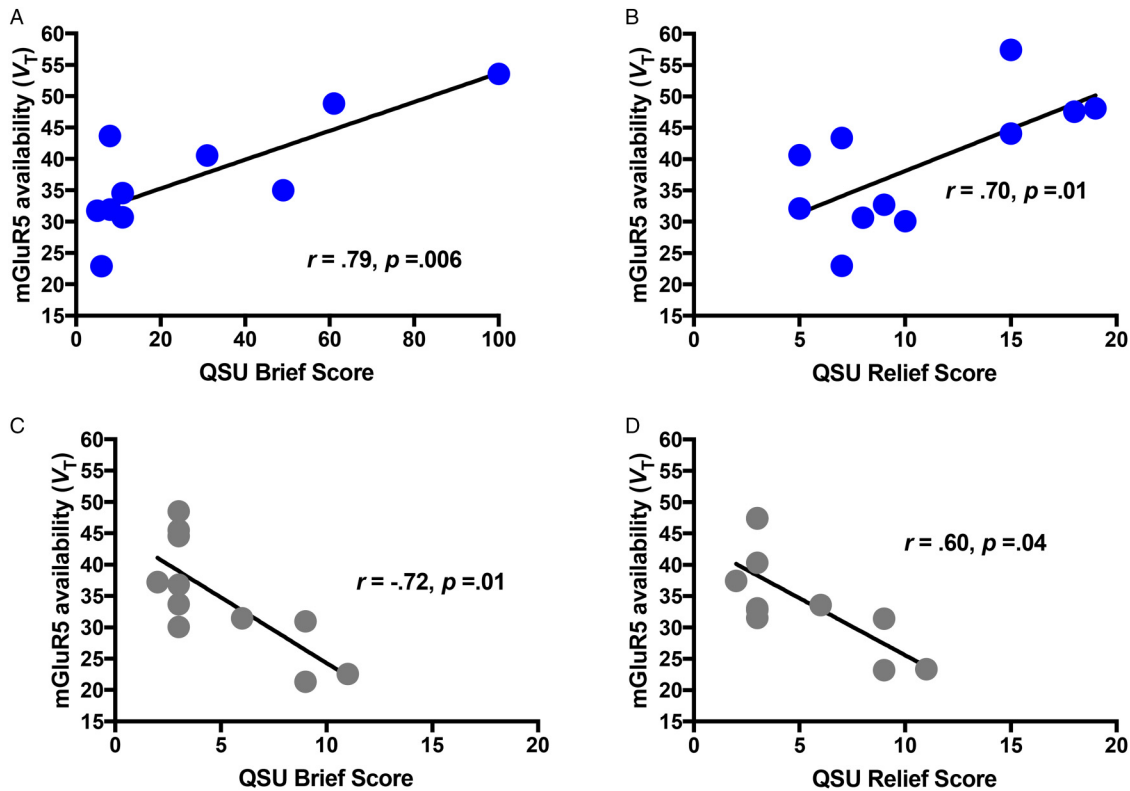 A
mGluR5 availability (VT)
60
55
50
45
40
35
30
25
20
15
r = .79, p =.006
0 20 40 60 80 100
QSU Brief Score
B
mGluR5 availability (VT)
60
55
50
45
40
35
30
25
20
15
r = .70, p =.01
0 5 10 15 20
QSU Relief Score
C
mGluR5 availability (VT)
60
55
50
45
40
35
30
25
20
15
r = -.72, p =.01
0 5 10 15 20
QSU Brief Score
D
mGluR5 availability (VT)
60
55
50
45
40
35
30
25
20
15
r = .60, p =.04
0 5 10 15 20
QSU Relief Score